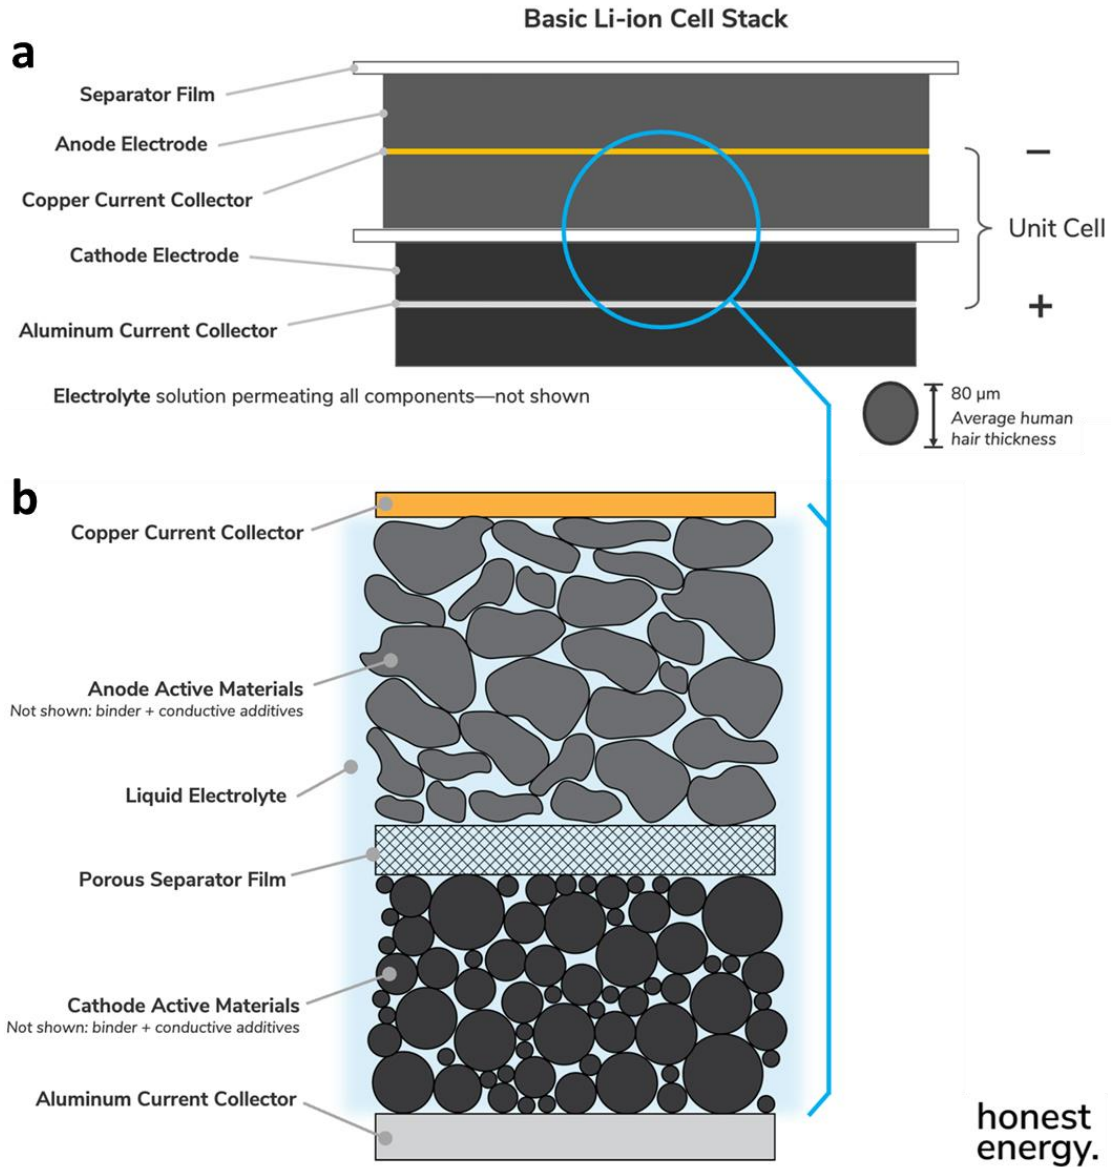 Basic Li-ion Cell Stack
a
Separator Film
Anode Electrode
Copper Current Collector
Cathode Electrode
Aluminum Current Collector
−
Unit Cell
+
Electrolyte solution permeating all components—not shown
80 µm
Average human
hair thickness
b
Copper Current Collector
Anode Active Materials
Not shown: binder + conductive additives
Liquid Electrolyte
Porous Separator Film
Cathode Active Materials
Not shown: binder + conductive additives
Aluminum Current Collector
honest
energy.